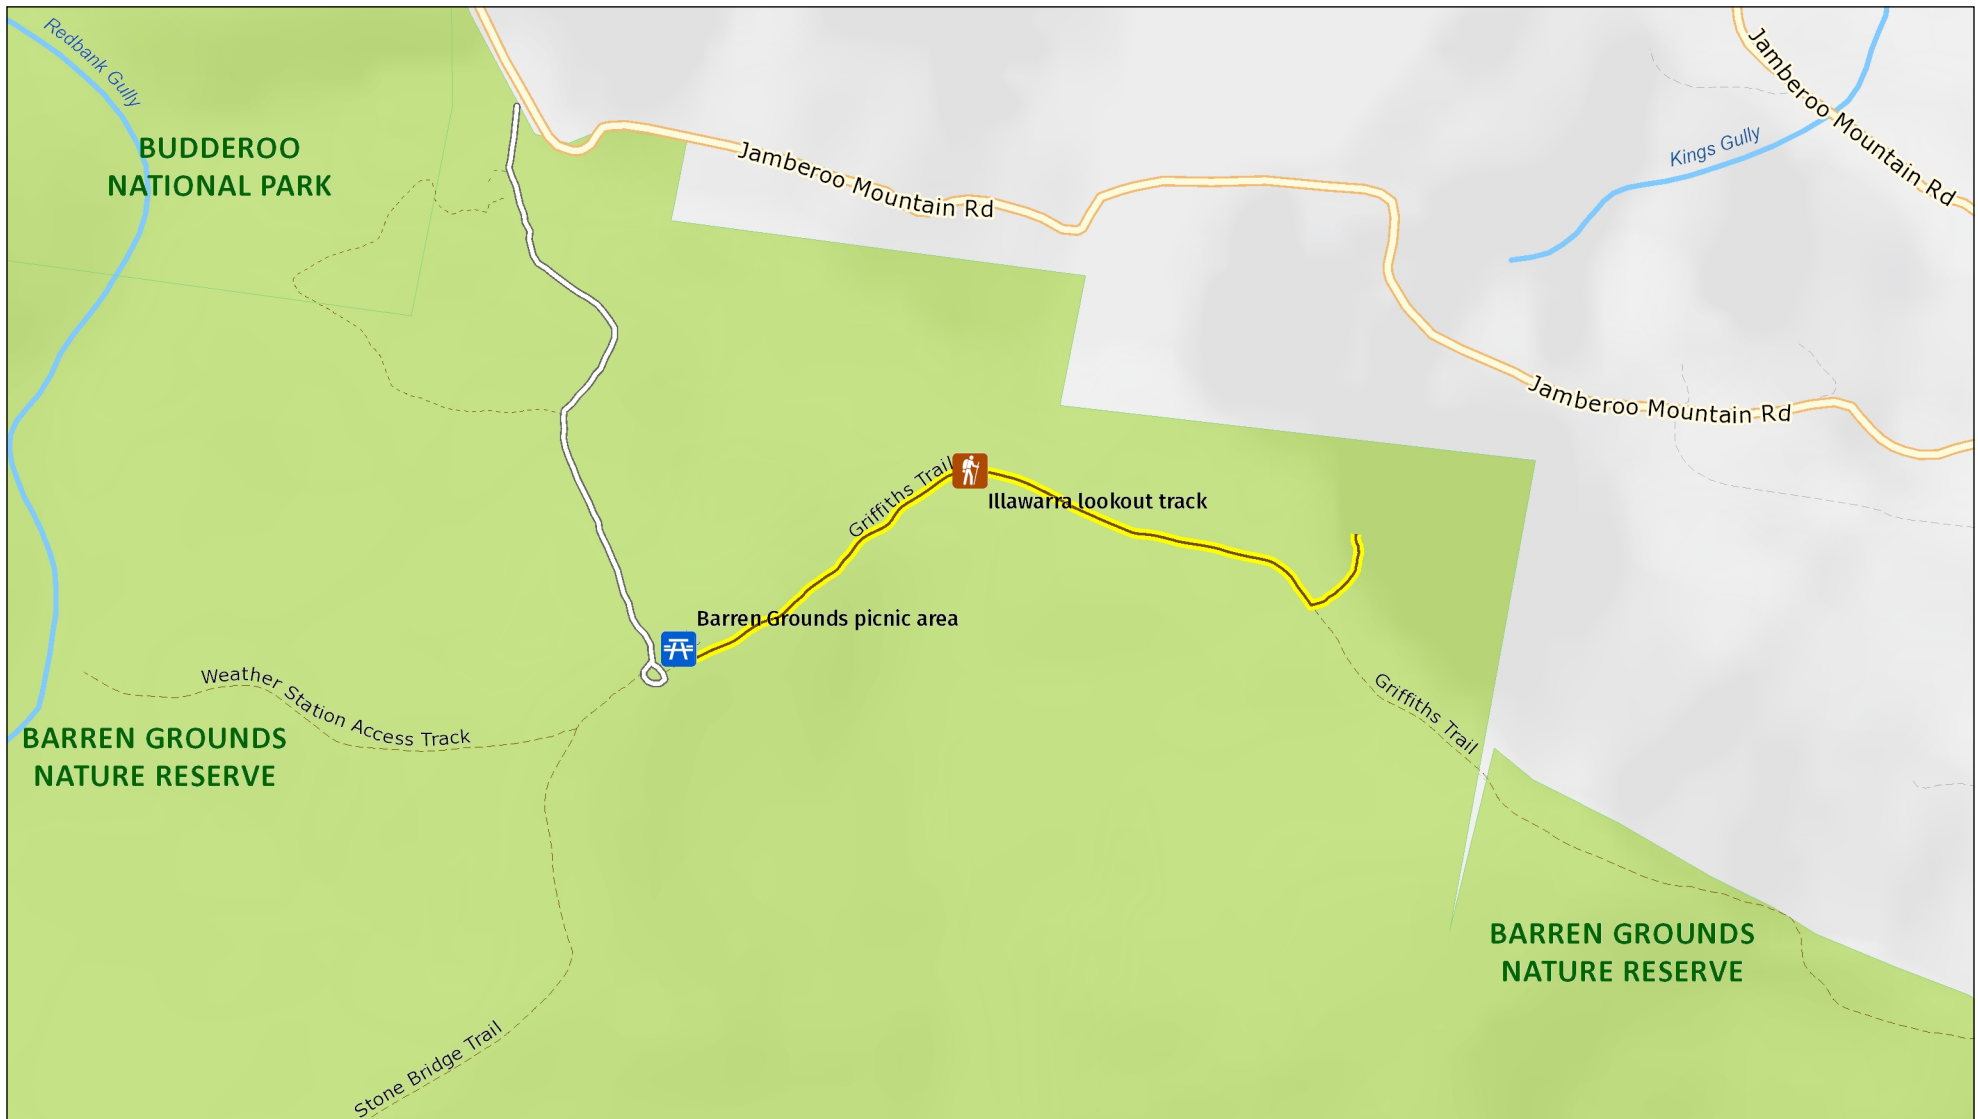 Redbank Gully
BUDDEROO
NATIONAL PARK
Jamberoo Mountain Rd
Jamberoo Mountain Rd
Kings Gully
Jamberoo Mountain Rd
Griffiths Trail
Illawarra lookout track
Barren Grounds picnic area
Weather Station Access Track
Griffiths Trail
BARREN GROUNDS
NATURE RESERVE
BARREN GROUNDS
NATURE RESERVE
Stone Bridge Trail